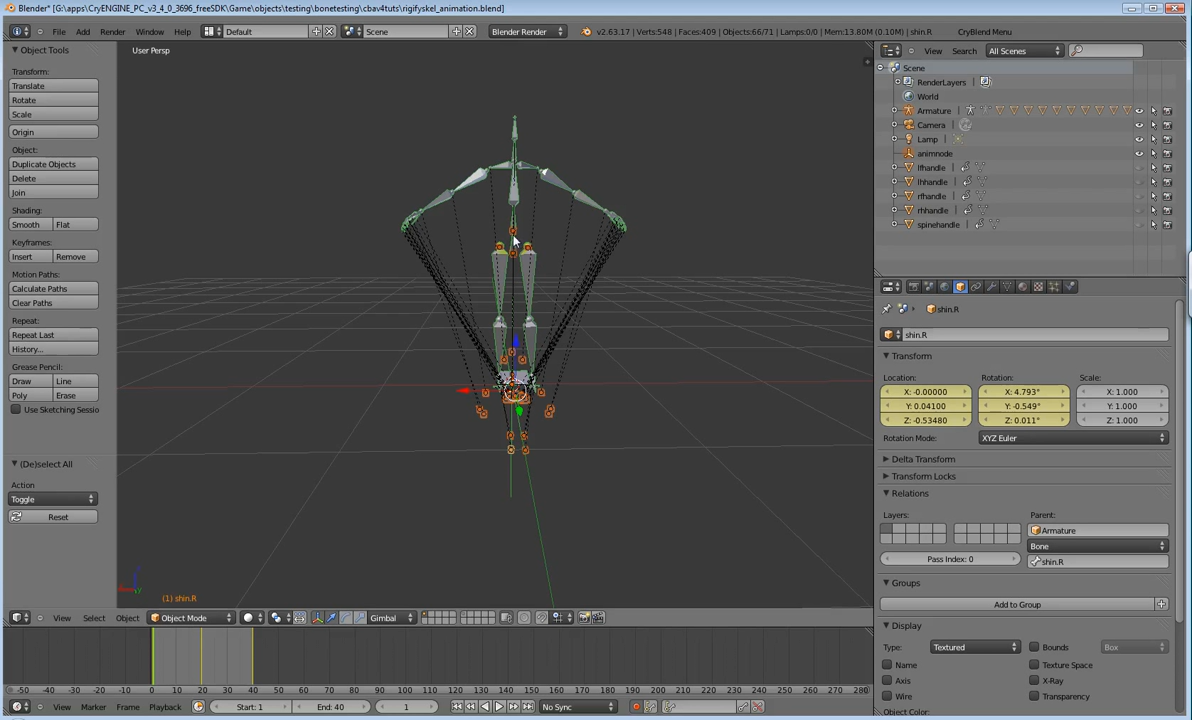 Blender* [G:\apps\CryENGINE_PC_v3_4_0_3696_freeSDK\Game\objects\testing\bonetesting\cbav4tuts\rigifyskel_animation.blend]
File Add Render Window Help Default Scene Blender Render v2.63.17 | Verts:548 | Faces:409 | Objects:66/71 | Lamps:0/0 | Mem:13.80M (0.10M) | shin.R CryBlend Menu
Object Tools
Transform:
Translate
Rotate
Scale
Origin
Object:
Duplicate Objects
Delete
Join
Shading:
Smooth Flat
Keyframes:
Insert Remove
Motion Paths:
Calculate Paths
Clear Paths
Repeat:
Repeat Last
History...
Grease Pencil:
Draw Line
Poly Erase
Use Sketching Sessio
(De)select All
Action
Toggle
Reset
User Persp
(1) shin.R
View Select Object Object Mode Gimbal
-50 -40 -30 -20 -10 0 10 20 30 40 50 60 70 80 90 100 110 120 130 140 150 160 170 180 190 200 210 220 230 240 250 260 270 280
View Marker Frame Playback Start: 1 End: 40 1 No Sync
View Search All Scenes
Scene
RenderLayers |
World
Armature |
Camera |
Lamp |
animnode
lfhandle |
lhhandle |
rfhandle |
rhhandle |
spinehandle |
shin.R
shin.R
Transform
Location: Rotation: Scale:
X: -0.00000 X: 4.793° X: 1.000
Y: 0.04100 Y: -0.549° Y: 1.000
Z: -0.53480 Z: 0.011° Z: 1.000
Rotation Mode: XYZ Euler
Delta Transform
Transform Locks
Relations
Layers: Parent:
Armature
Bone
Pass Index: 0 shin.R
Groups
Add to Group
Display
Type: Textured Bounds Box
Name Texture Space
Axis X-Ray
Wire Transparency
Object Color: